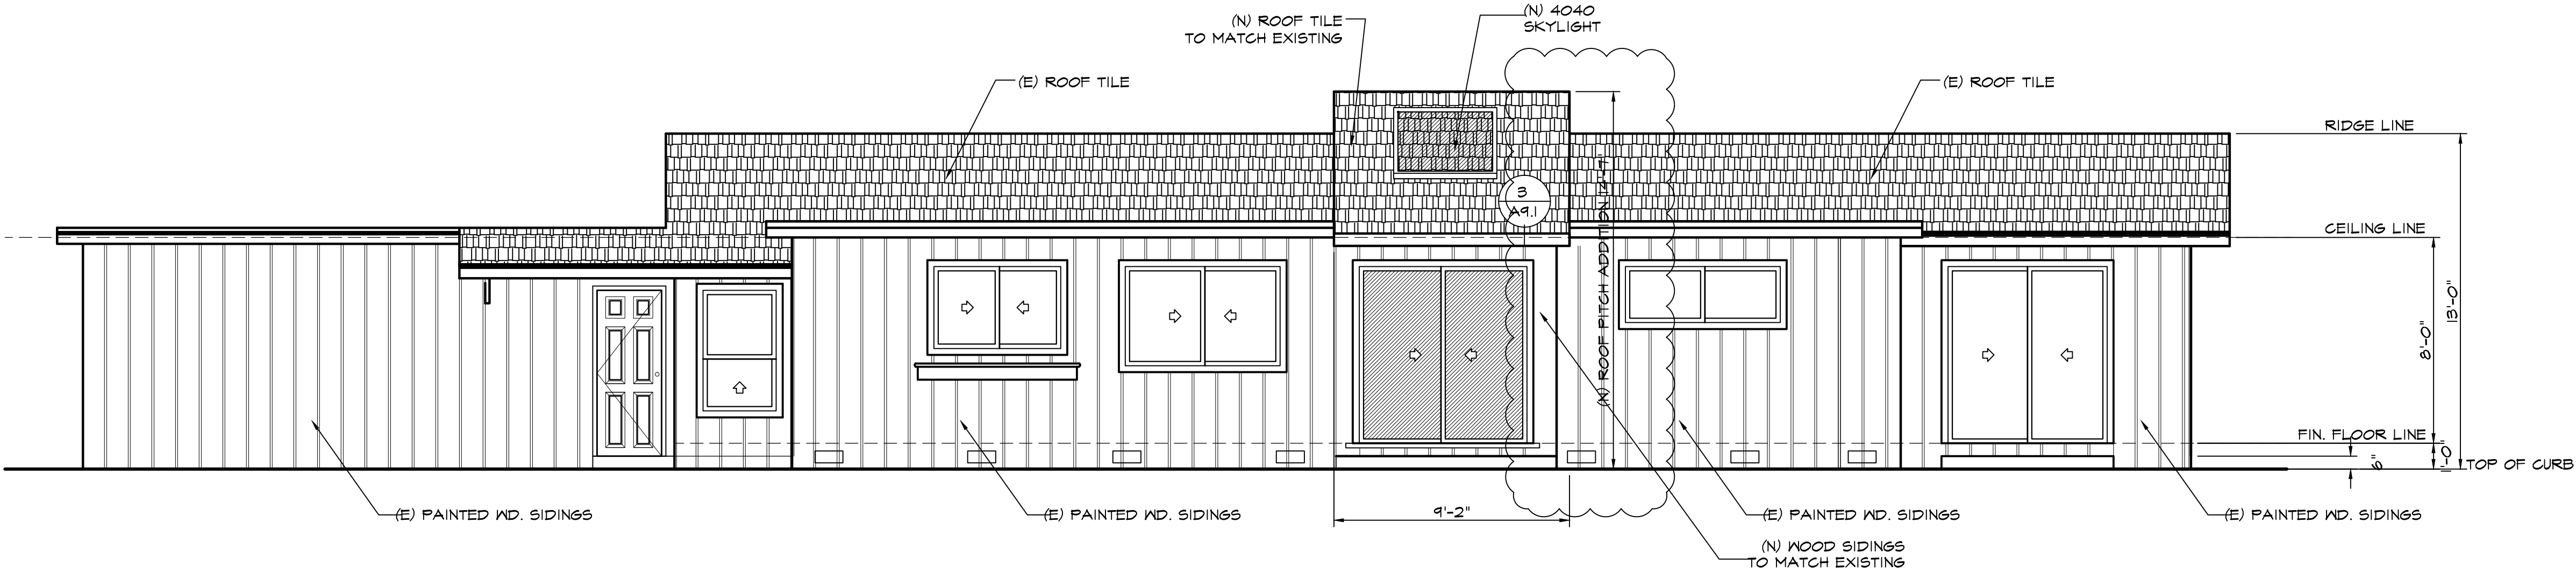 (N) ROOF TILE
TO MATCH EXISTING
(N) 4040
SKYLIGHT
(E) ROOF TILE
(E) ROOF TILE
RIDGE LINE
3
A9.1
(N) ROOF PITCH ADDITION 14'-7"
CEILING LINE
13'-0"
8'-0"
FIN. FLOOR LINE
6"
1'-0"
TOP OF CURB
(E) PAINTED WD. SIDINGS
(E) PAINTED WD. SIDINGS
9'-2"
(E) PAINTED WD. SIDINGS
(E) PAINTED WD. SIDINGS
(N) WOOD SIDINGS
TO MATCH EXISTING